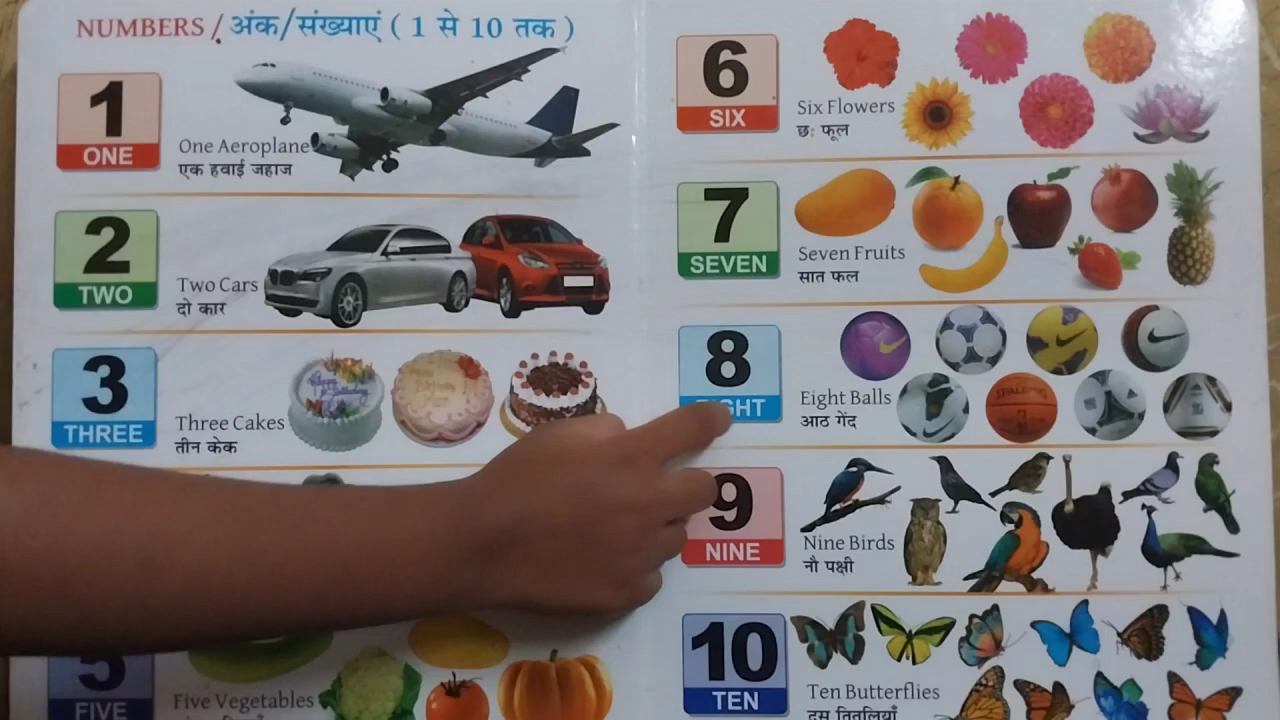 NUMBERS / अंक/संख्याएं ( 1 से 10 तक )
1
ONE
One Aeroplane
एक हवाई जहाज
2
TWO
Two Cars
दो कार
3
THREE
Three Cakes
तीन केक
5
FIVE
Five Vegetables
6
SIX
Six Flowers
छः फूल
7
SEVEN
Seven Fruits
सात फल
8
Eight Balls
आठ गेंद
SPALDING
9
NINE
Nine Birds
नौ पक्षी
10
TEN
Ten Butterflies
दस तितलियाँ